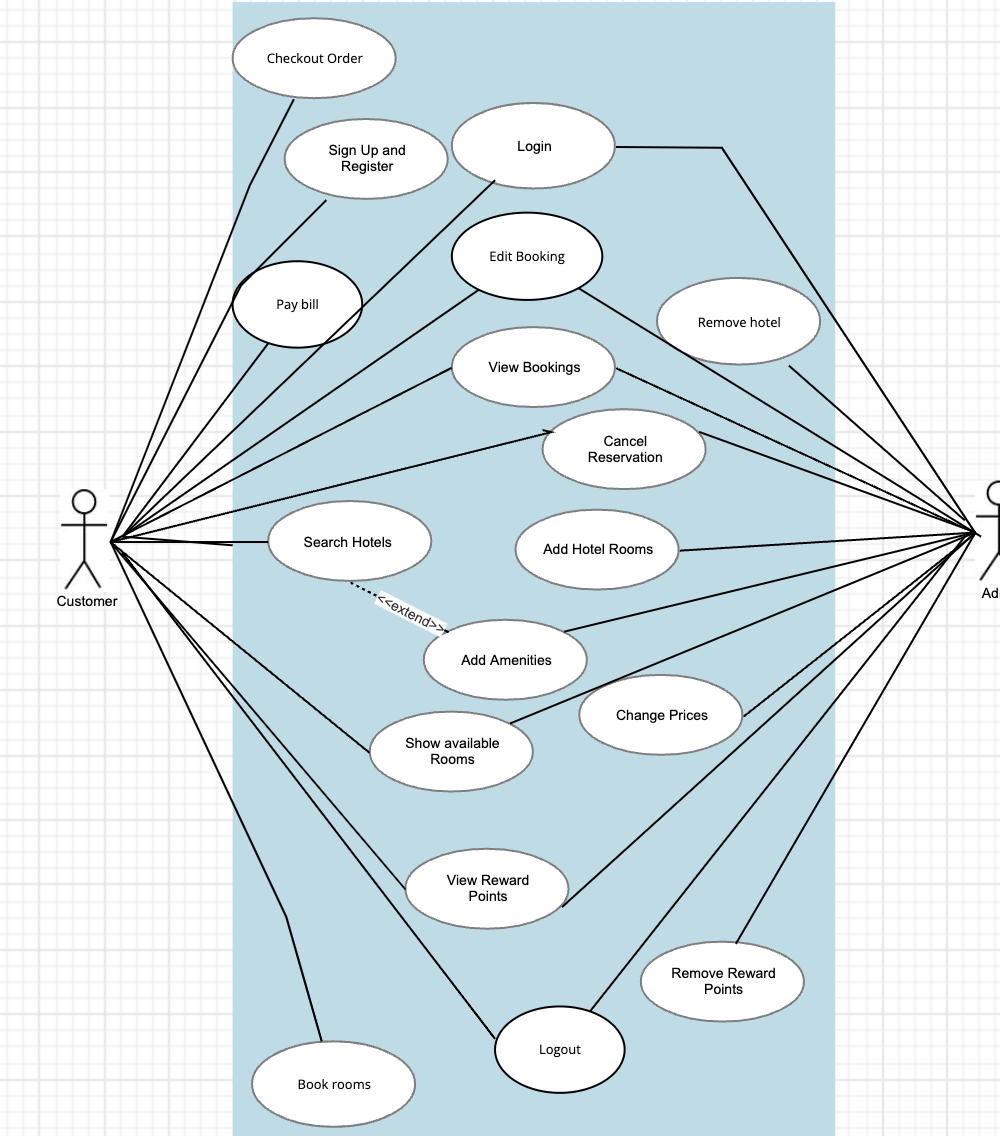 Checkout Order
Sign Up and
Register
Login
Edit Booking
Pay bill
Remove hotel
View Bookings
Cancel
Reservation
Search Hotels
Add Hotel Rooms
Customer
Ad
<<extend>>
Add Amenities
Change Prices
Show available
Rooms
View Reward
Points
Remove Reward
Points
Logout
Book rooms